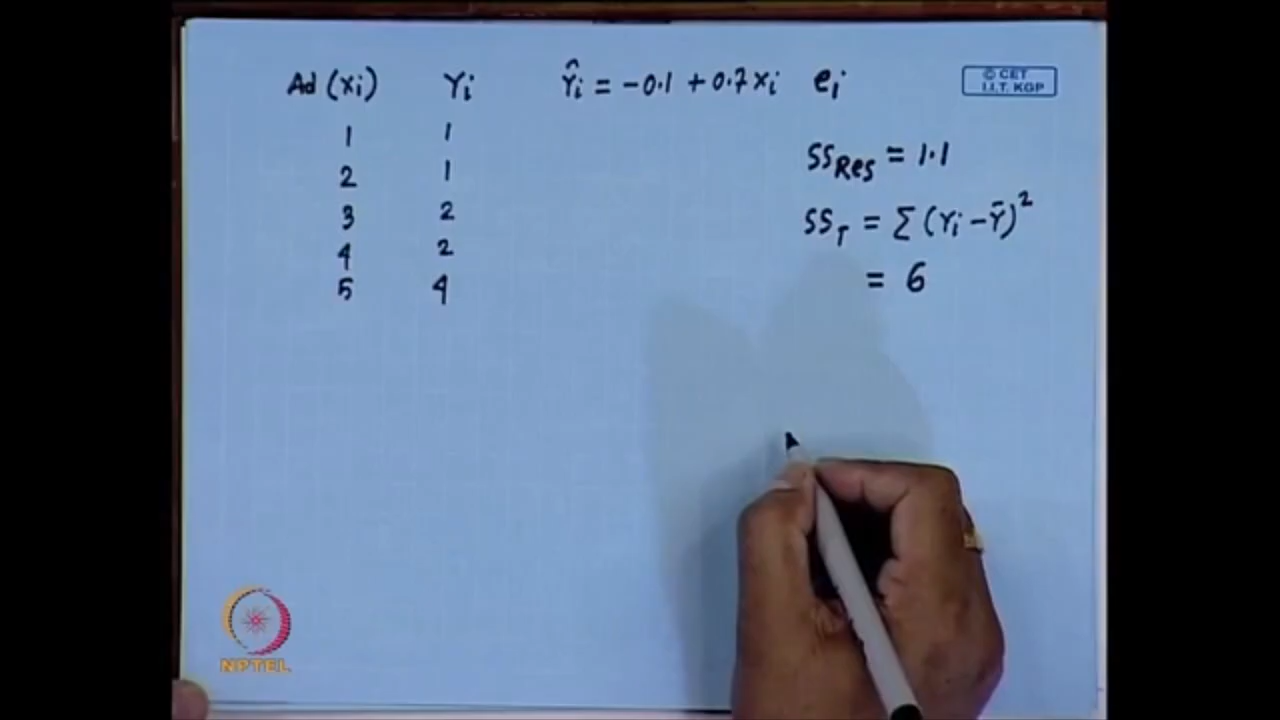 Ad (xi) Yi Ŷi = -0.1 + 0.7xi ei
© CET
I.I.T. KGP
1 1
2 1
3 2
4 2
5 4
SSRes = 1.1
SST = Σ (Yi - Ȳ)²
= 6
NPTEL